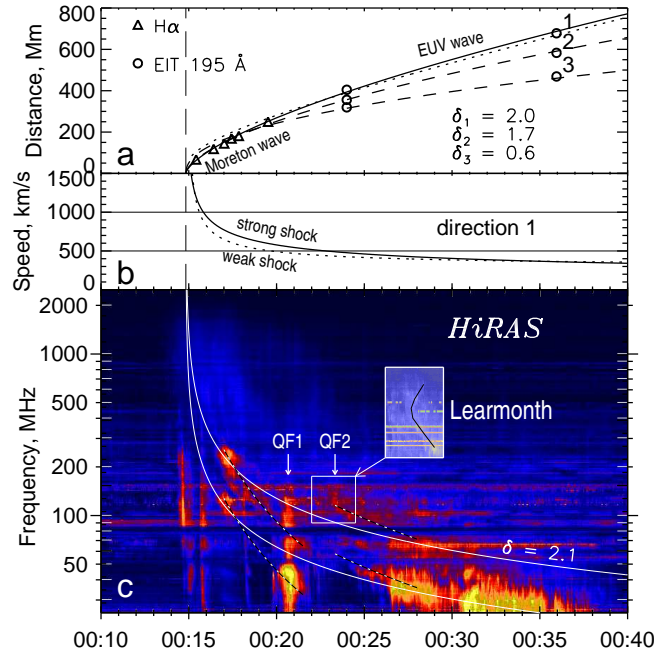 800
600
400
200
0
Distance, Mm
Hα
EIT 195 Å
EUV wave
Moreton wave
1
2
3
δ1 = 2.0
δ2 = 1.7
δ3 = 0.6
a
1500
1000
500
0
Speed, km/s
strong shock
weak shock
direction 1
b
2000
1000
500
200
100
50
Frequency, MHz
HiRAS
Learmonth
QF1
QF2
δ = 2.1
c
00:10
00:15
00:20
00:25
00:30
00:35
00:40